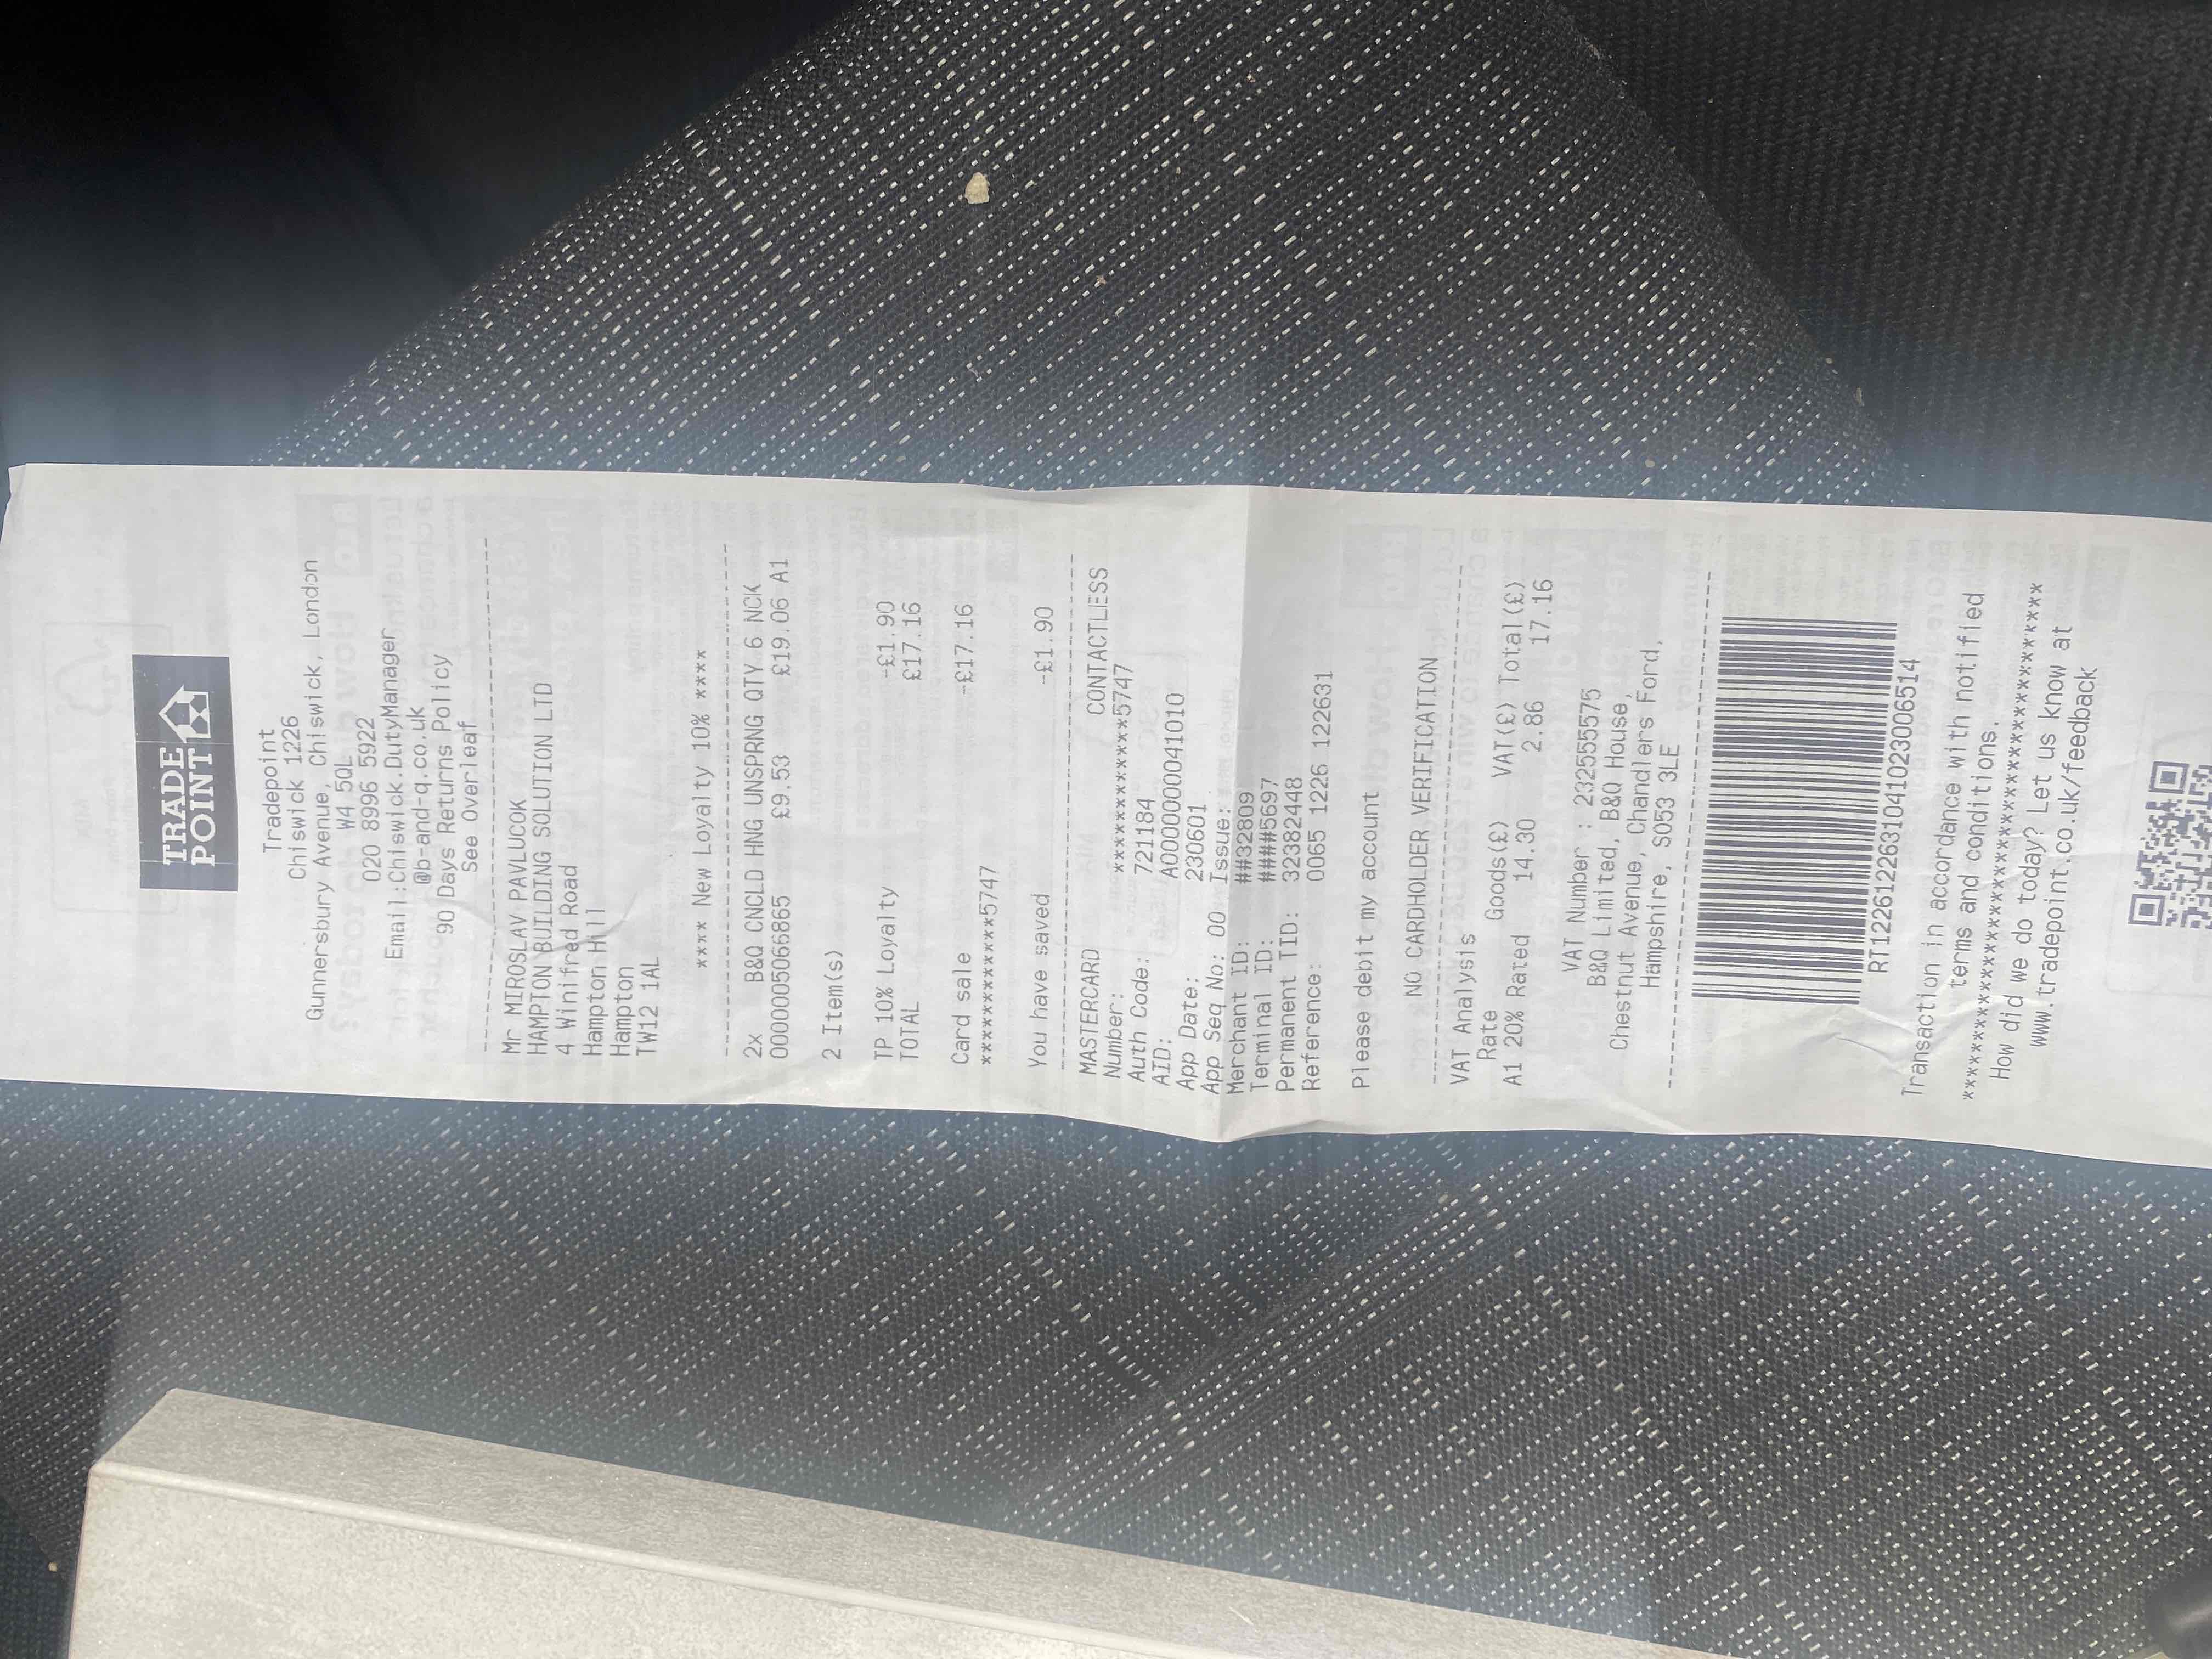 TRADE
POINT
Tradepoint
Chiswick 1226
Gunnersbury Avenue, Chiswick, London
W4 5QL
020 8996 5922
Email:Chiswick.DutyManager
@b-and-q.co.uk
90 Days Returns Policy
See Overleaf
--------------------------------
Mr MIROSLAV PAVLUCOK
HAMPTON BUILDING SOLUTION LTD
4 Winifred Road
Hampton Hill
Hampton
TW12 1AL
**** New Loyalty 10% ****
--------------------------------
2x B&Q CNCLD HNG UNSPRNG QTY 6 NCK
0000005066865 £9.53 £19.06 A1
2 Item(s)
TP 10% Loyalty -£1.90
TOTAL £17.16
Card sale -£17.16
************5747
You have saved -£1.90
--------------------------------
MASTERCARD CONTACTLESS
Number: ************5747
Auth Code: 721184
AID: A0000000041010
App Date: 230601
App Seq No: 00 Issue:
Merchant ID: ##32809
Terminal ID: ####5697
Permanent TID: 32382448
Reference: 0065 1226 122631
Please debit my account
NO CARDHOLDER VERIFICATION
--------------------------------
VAT Analysis
Rate Goods(£) VAT(£) Total(£)
A1 20% Rated 14.30 2.86 17.16
VAT Number : 232555575
B&Q Limited, B&Q House,
Chestnut Avenue, Chandlers Ford,
Hampshire, SO53 3LE
--------------------------------
RT1226122631041023006514
Transaction in accordance with notified
terms and conditions.
***********************************
How did we do today? Let us know at
www.tradepoint.co.uk/feedback